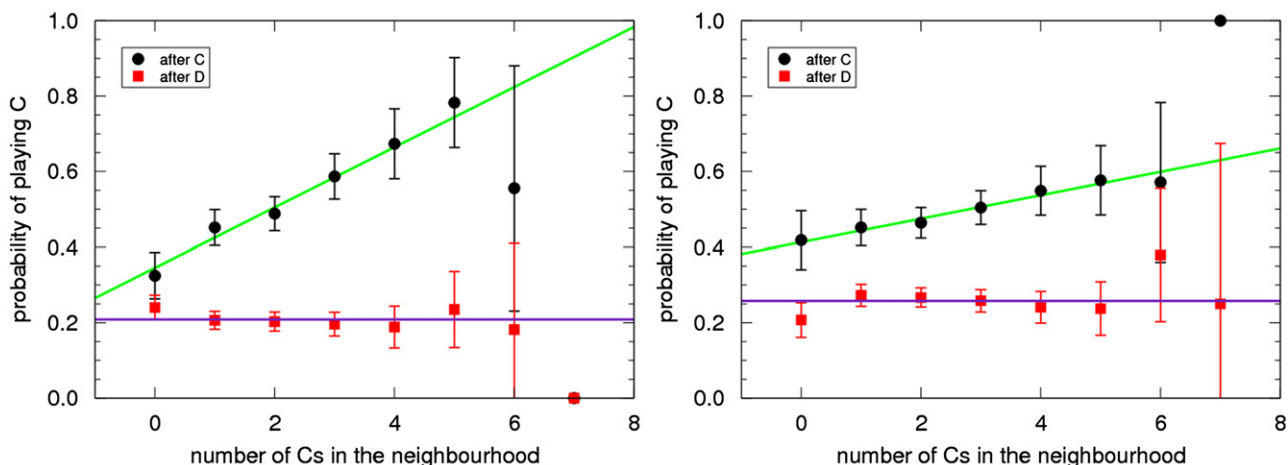 1.0
0.8
0.6
0.4
0.2
0.0
probability of playing C
after C
after D
0 2 4 6 8
number of Cs in the neighbourhood
1.0
0.8
0.6
0.4
0.2
0.0
probability of playing C
after C
after D
0 2 4 6 8
number of Cs in the neighbourhood